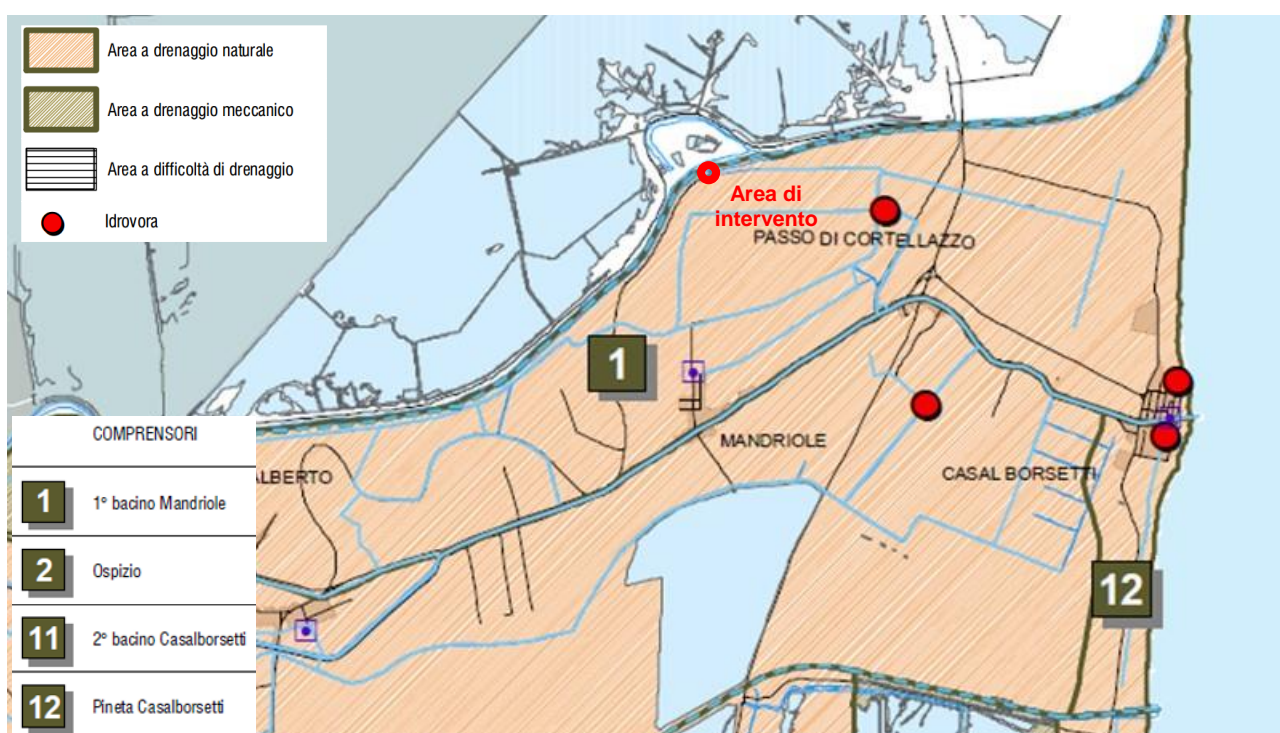 Area a drenaggio naturale
Area a drenaggio meccanico
Area a difficoltà di drenaggio
Idrovora
Area di
intervento
PASSO DI CORTELLAZZO
1
MANDRIOLE
CASAL BORSETTI
12
COMPRENSORI
ALBERTO
1
1° bacino Mandriole
2
Ospizio
11
2° bacino Casalborsetti
12
Pineta Casalborsetti